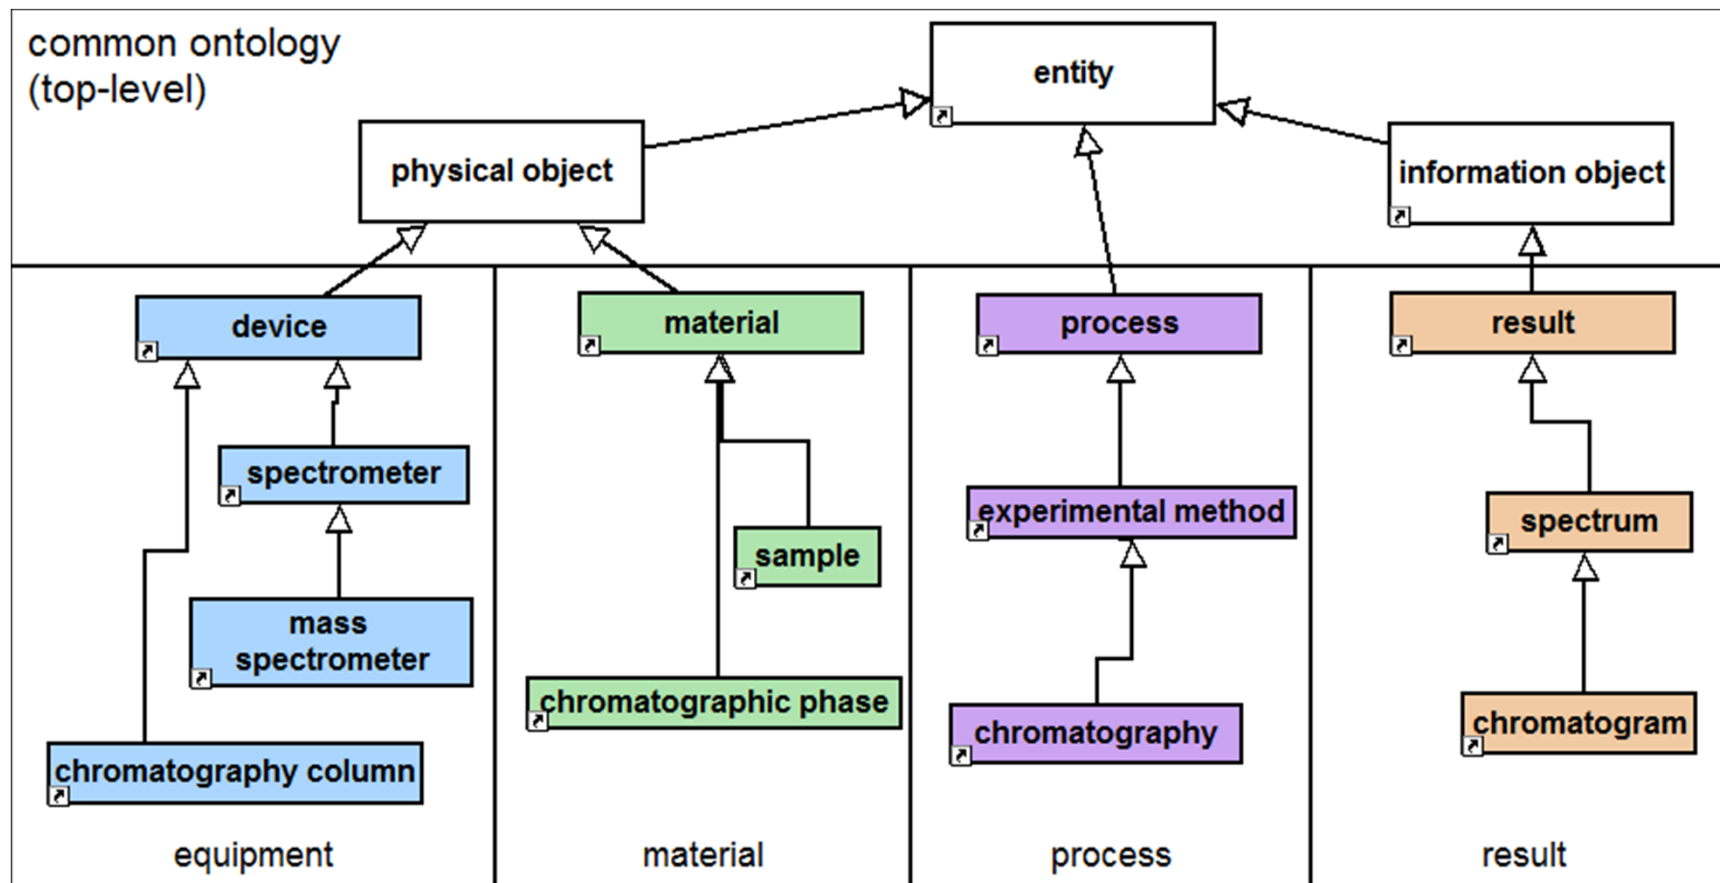 common ontology
(top-level)
entity
physical object
information object
device
material
process
result
spectrometer
experimental method
spectrum
sample
mass
spectrometer
chromatographic phase
chromatography
chromatogram
chromatography column
equipment
material
process
result